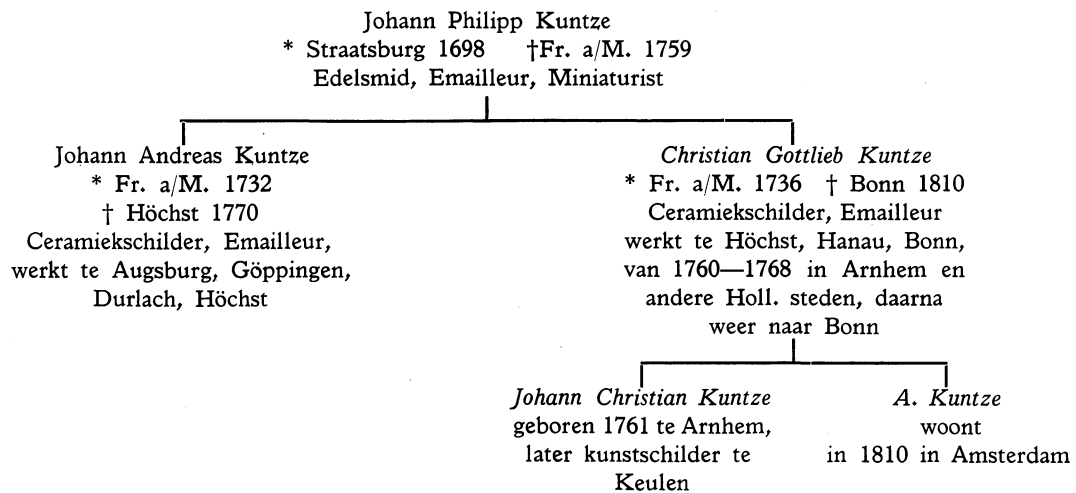 Johann Philipp Kuntze
* Straatsburg 1698 †Fr. a/M. 1759
Edelsmid, Emailleur, Miniaturist
Johann Andreas Kuntze
* Fr. a/M. 1732
† Höchst 1770
Ceramiekschilder, Emailleur,
werkt te Augsburg, Göppingen,
Durlach, Höchst
Christian Gottlieb Kuntze
* Fr. a/M. 1736 † Bonn 1810
Ceramiekschilder, Emailleur
werkt te Höchst, Hanau, Bonn,
van 1760—1768 in Arnhem en
andere Holl. steden, daarna
weer naar Bonn
Johann Christian Kuntze
geboren 1761 te Arnhem,
later kunstschilder te
Keulen
A. Kuntze
woont
in 1810 in Amsterdam